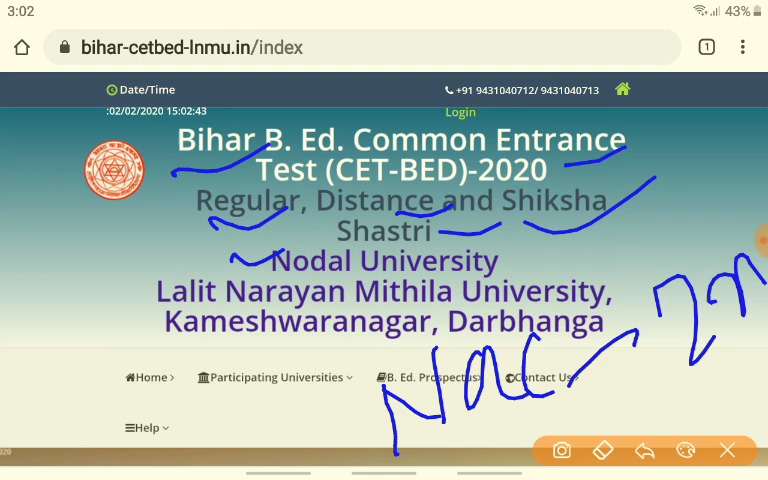 3:02
43%
bihar-cetbed-lnmu.in/index
1
Date/Time
+91 9431040712/ 9431040713
:02/02/2020 15:02:43
Login
Bihar B. Ed. Common Entrance
Test (CET-BED)-2020
Regular, Distance and Shiksha
Shastri
Nodal University
Lalit Narayan Mithila University,
Kameshwaranagar, Darbhanga
Home
Participating Universities
B. Ed. Prospectus
Contact Us
Help